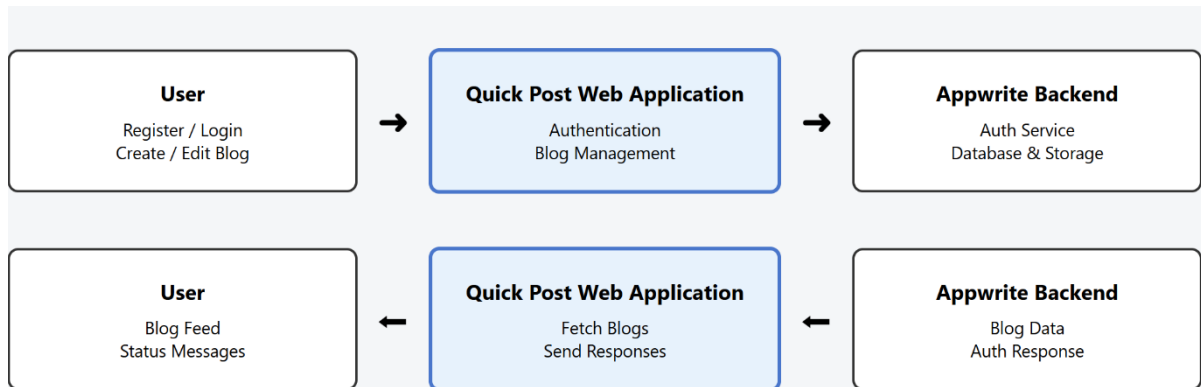 User
Register / Login
Create / Edit Blog
Quick Post Web Application
Authentication
Blog Management
Appwrite Backend
Auth Service
Database & Storage
User
Blog Feed
Status Messages
Quick Post Web Application
Fetch Blogs
Send Responses
Appwrite Backend
Blog Data
Auth Response